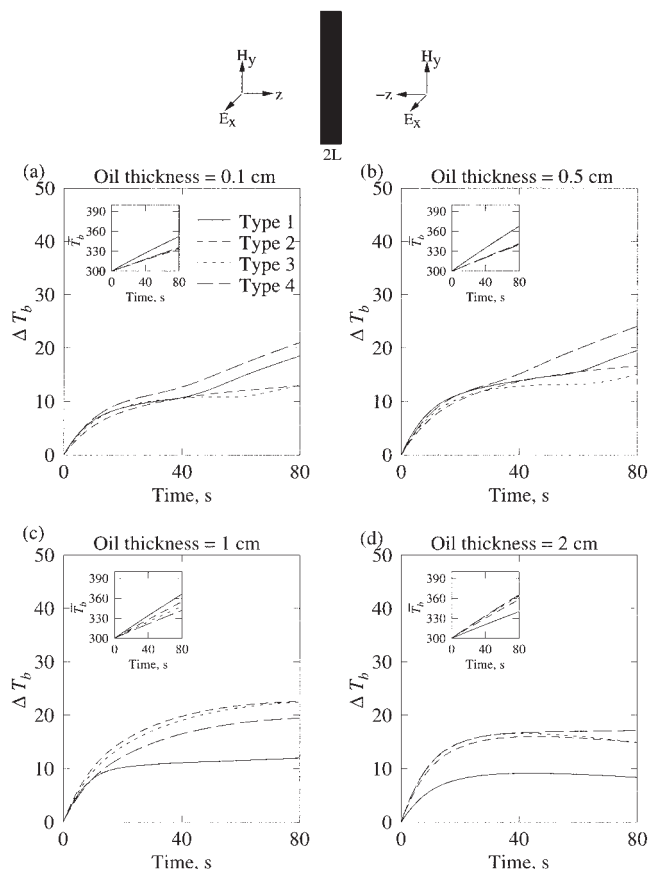 Hy
z
Ex
Hy
−z
Ex
2L
(a) Oil thickness = 0.1 cm
50
40
30
20
10
0
Δ Tb
390
360
330
300
T̄b
0 40 80
Time, s
Type 1
Type 2
Type 3
Type 4
0 40 80
Time, s
(b) Oil thickness = 0.5 cm
50
40
30
20
10
0
Δ Tb
390
360
330
300
T̄b
0 40 80
Time, s
0 40 80
Time, s
(c) Oil thickness = 1 cm
50
40
30
20
10
0
Δ Tb
390
360
330
300
T̄b
0 40 80
Time, s
0 40 80
Time, s
(d) Oil thickness = 2 cm
50
40
30
20
10
0
Δ Tb
390
360
330
300
T̄b
0 40 80
Time, s
0 40 80
Time, s